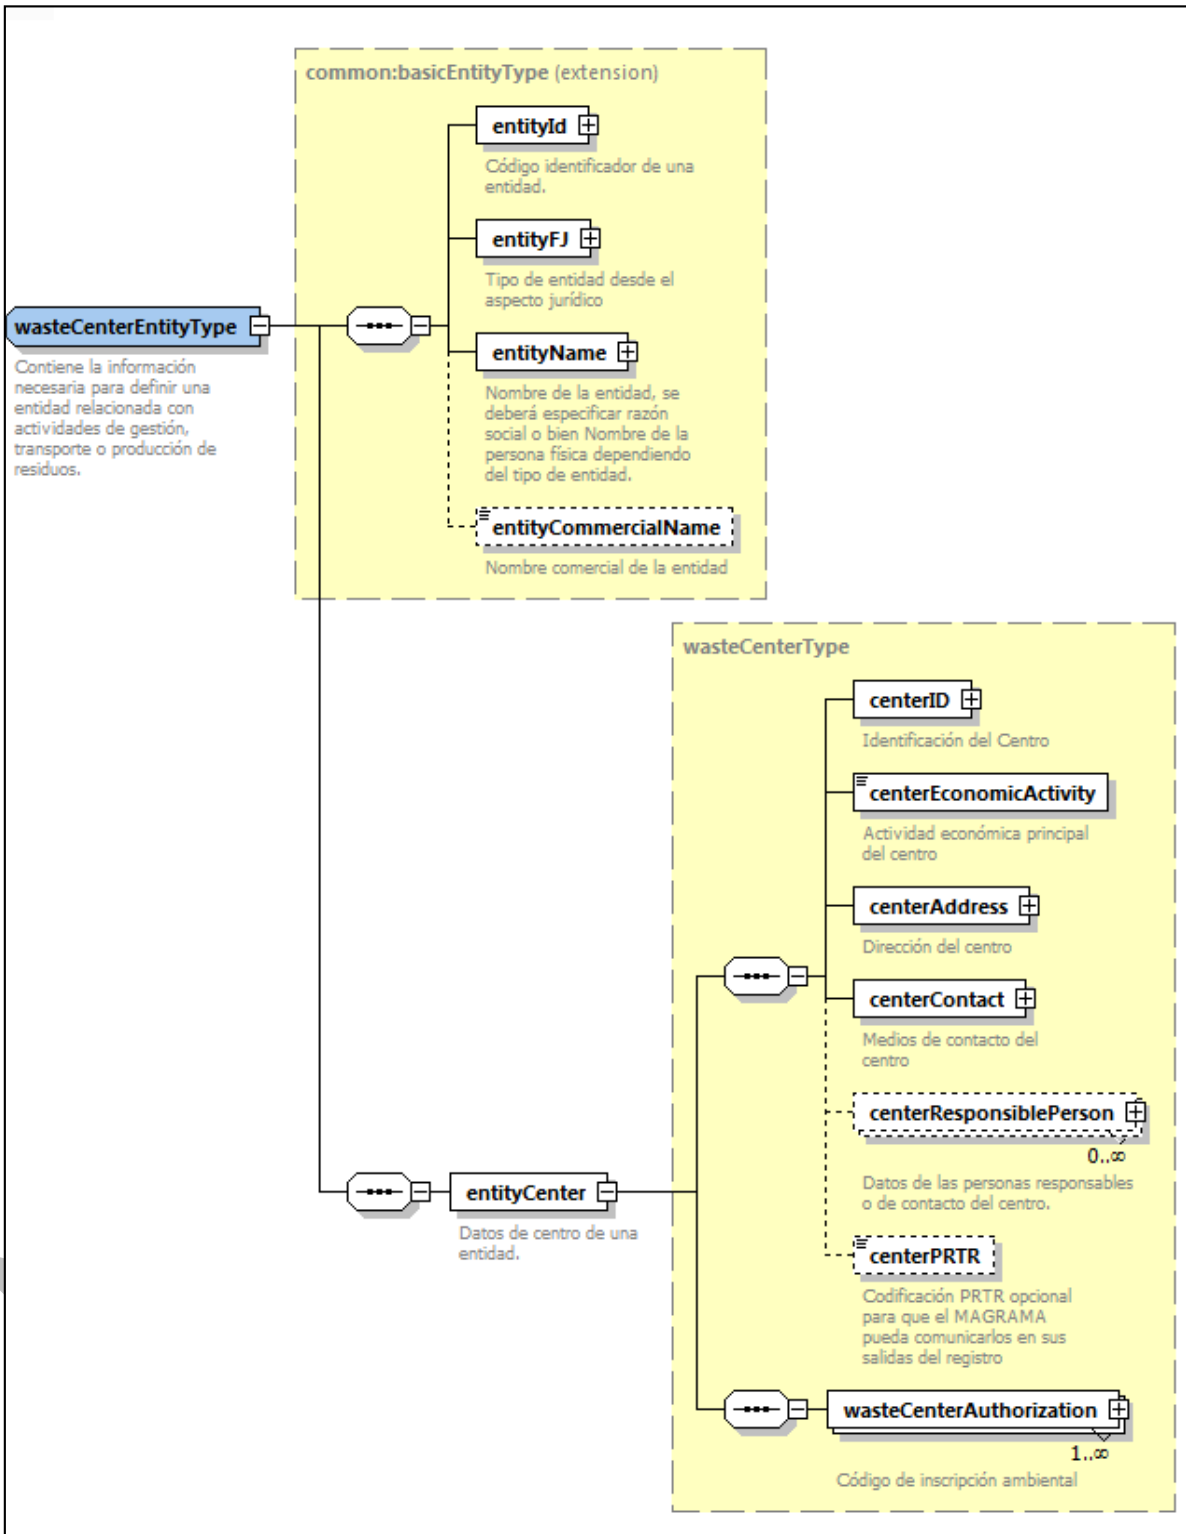 common:basicEntityType (extension)
entityId
Código identificador de una
entidad.
entityFJ
Tipo de entidad desde el
aspecto jurídico
wasteCenterEntityType
Contiene la información
necesaria para definir una
entidad relacionada con
actividades de gestión,
transporte o producción de
residuos.
entityName
Nombre de la entidad, se
deberá especificar razón
social o bien Nombre de la
persona física dependiendo
del tipo de entidad.
entityCommercialName
Nombre comercial de la entidad
wasteCenterType
centerID
Identificación del Centro
centerEconomicActivity
Actividad económica principal
del centro
centerAddress
Dirección del centro
centerContact
Medios de contacto del
centro
centerResponsiblePerson
0..∞
Datos de las personas responsables
o de contacto del centro.
entityCenter
Datos de centro de una
entidad.
centerPRTR
Codificación PRTR opcional
para que el MAGRAMA
pueda comunicarlos en sus
salidas del registro
wasteCenterAuthorization
1..∞
Código de inscripción ambiental